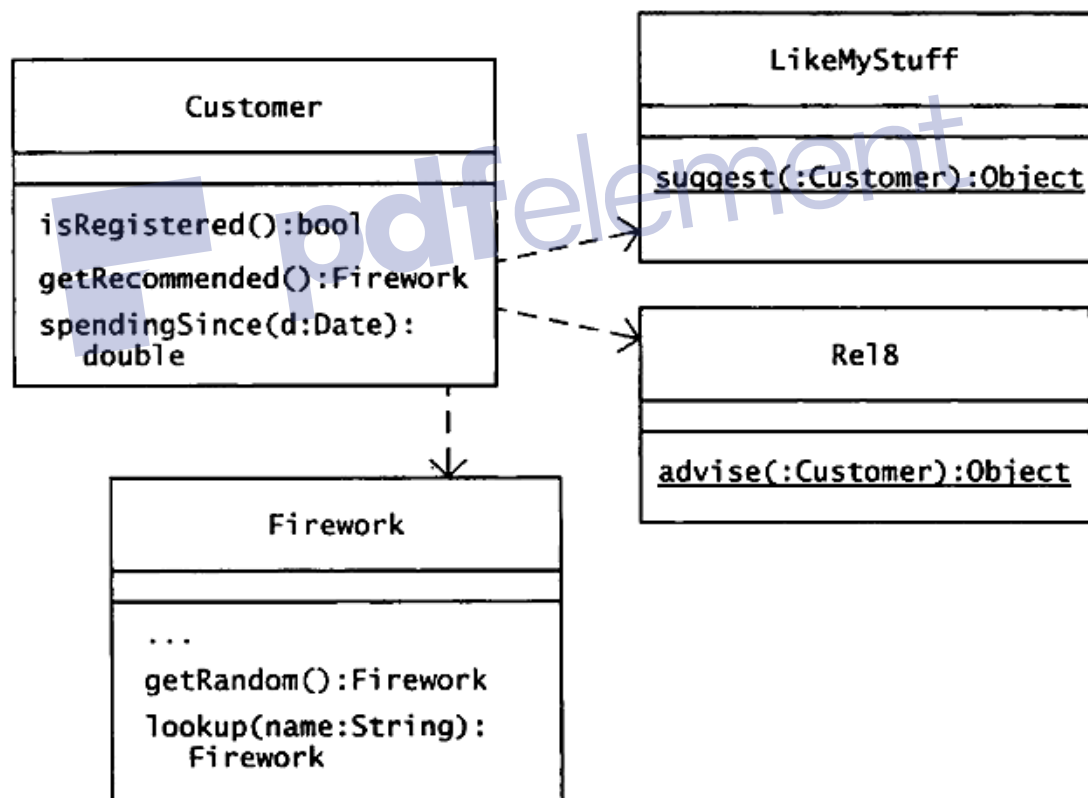 Customer
isRegistered():bool
getRecommended():Firework
spendingSince(d:Date):
double
LikeMyStuff
suggest(:Customer):Object
Rel8
advise(:Customer):Object
Firework
...
getRandom():Firework
lookup(name:String):
Firework
pdfelement